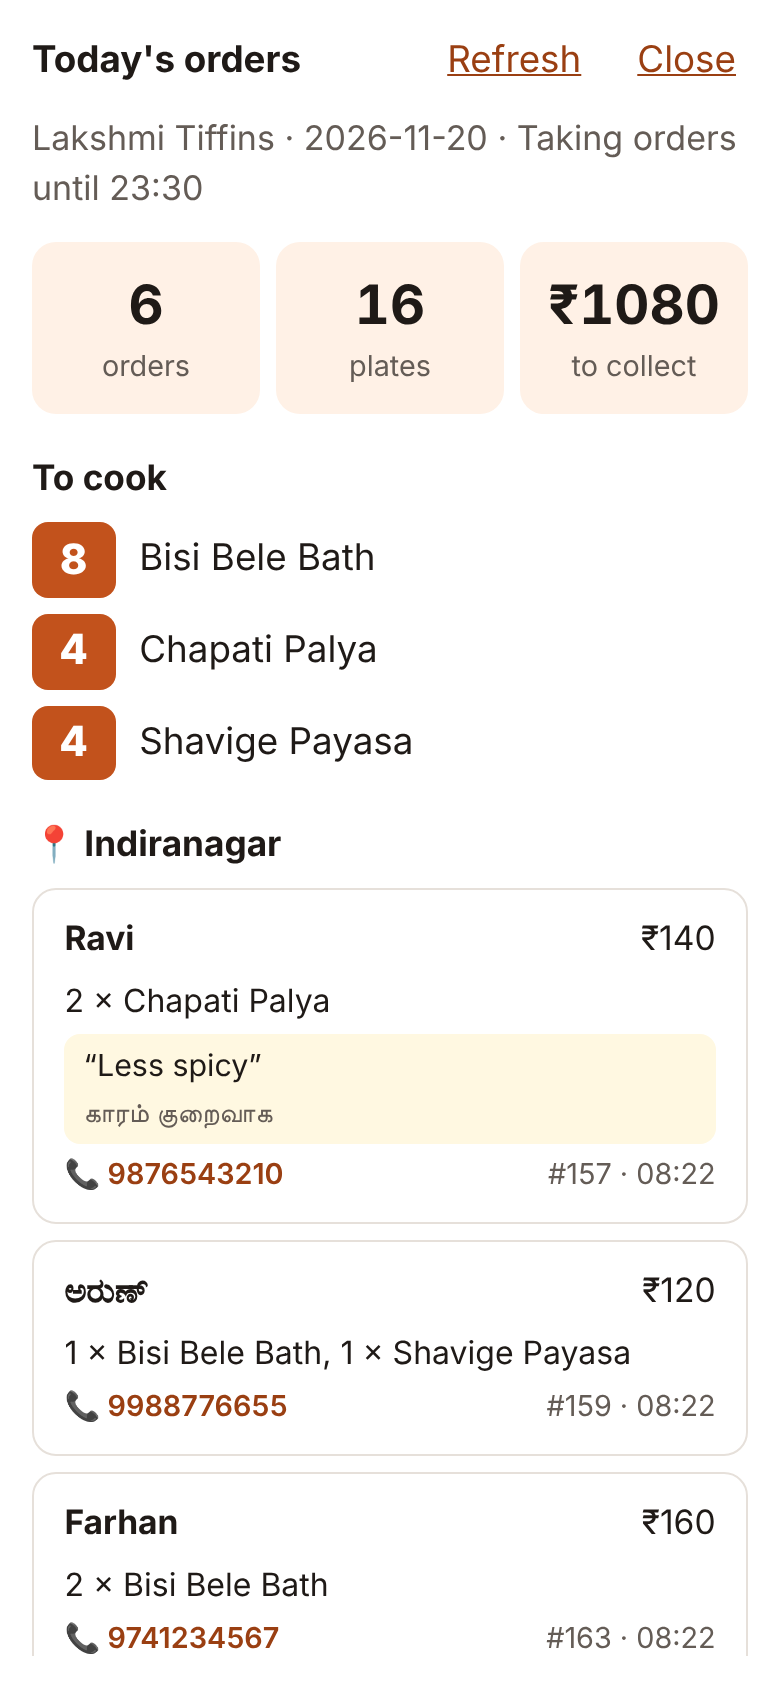 Today's orders Refresh Close
Lakshmi Tiffins · 2026-11-20 · Taking orders
until 23:30
6 16 ₹1080
orders plates to collect
To cook
8 Bisi Bele Bath
4 Chapati Palya
4 Shavige Payasa
📍 Indiranagar
Ravi ₹140
2 × Chapati Palya
“Less spicy”
காரம் குறைவாக
📞 9876543210 #157 · 08:22
ಅರುಣ್ ₹120
1 × Bisi Bele Bath, 1 × Shavige Payasa
📞 9988776655 #159 · 08:22
Farhan ₹160
2 × Bisi Bele Bath
📞 9741234567 #163 · 08:22